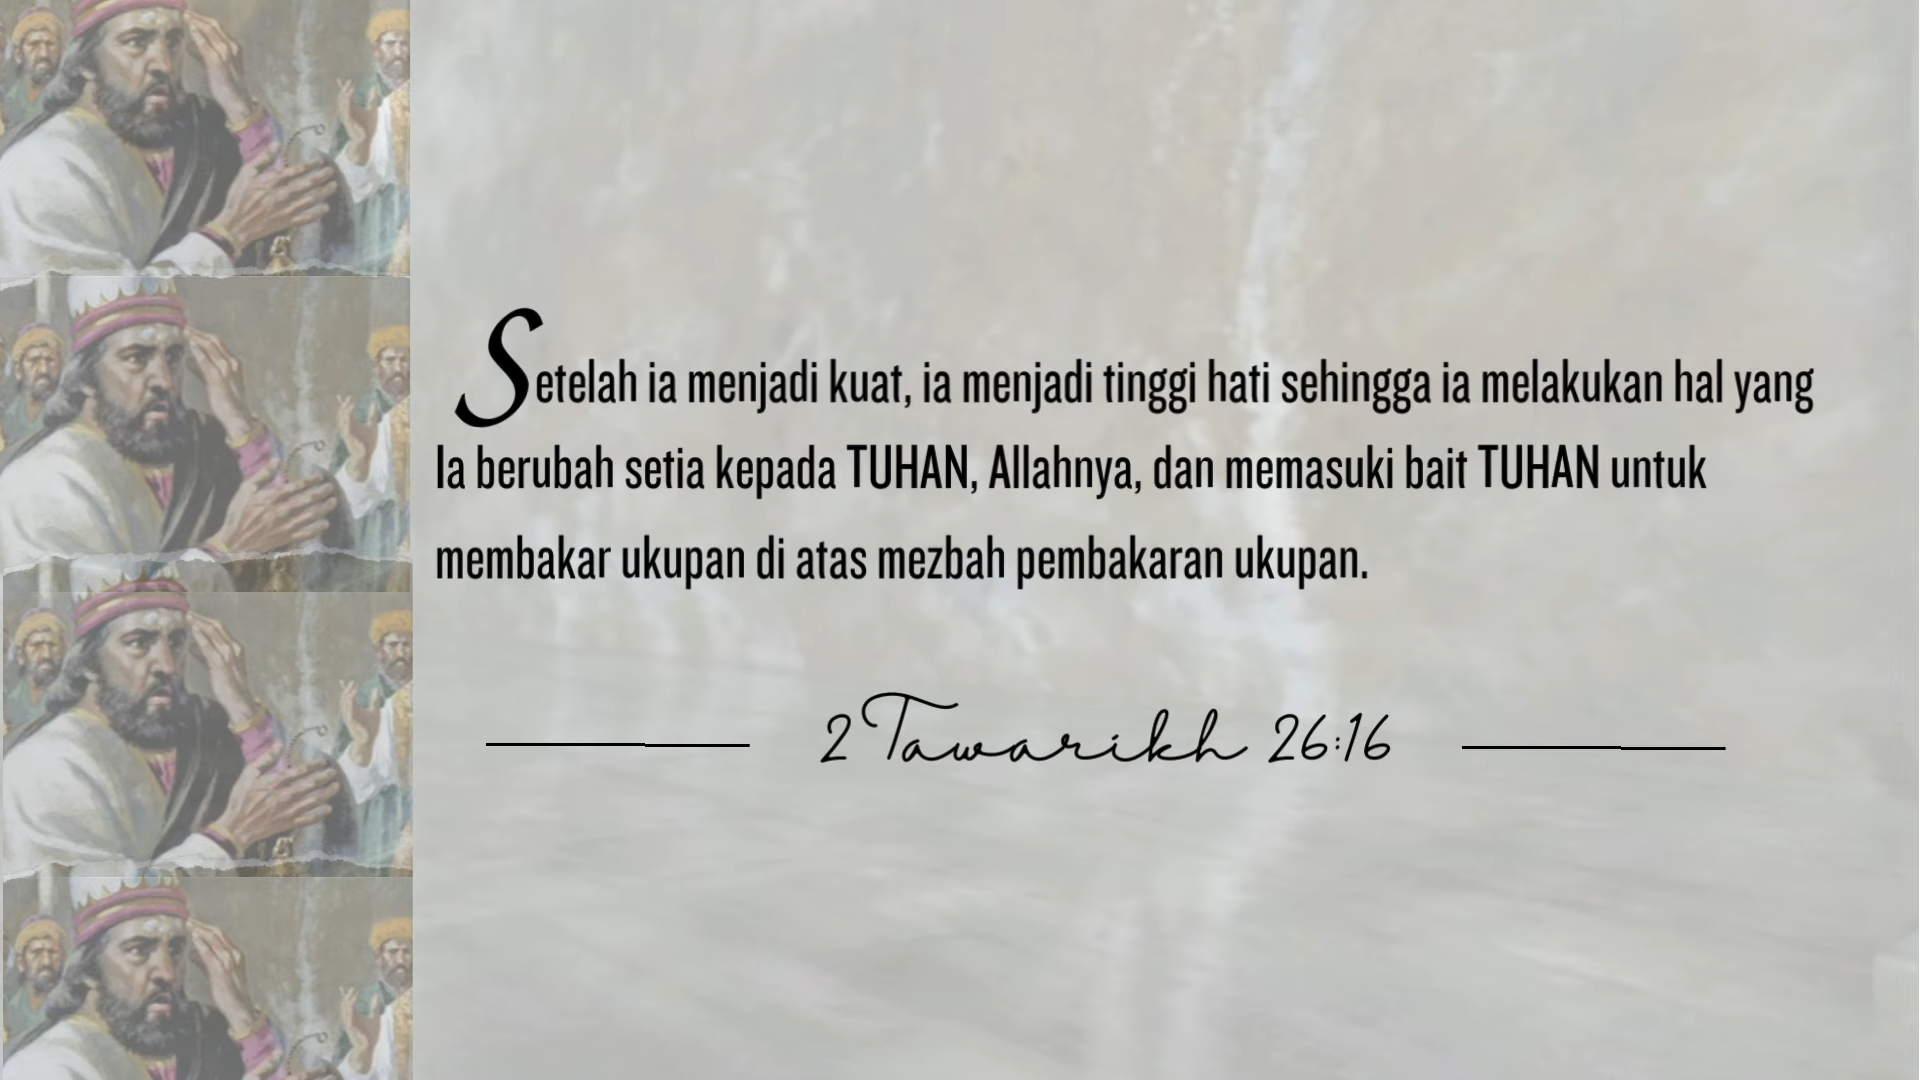 Setelah ia menjadi kuat, ia menjadi tinggi hati sehingga ia melakukan hal yang
Ia berubah setia kepada TUHAN, Allahnya, dan memasuki bait TUHAN untuk
membakar ukupan di atas mezbah pembakaran ukupan.
2 Tawarikh 26:16